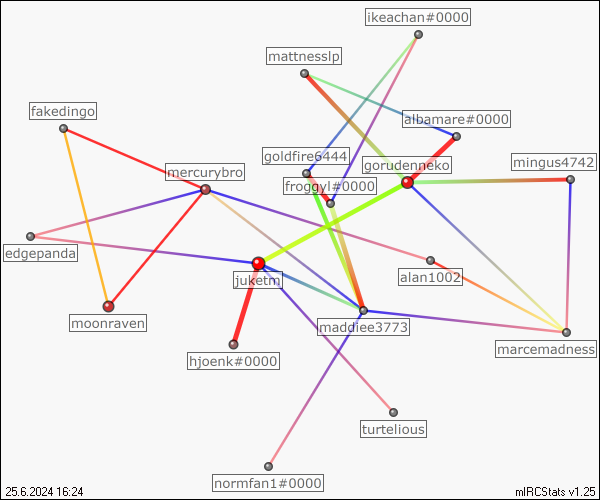 ikeachan#0000
mattnesslp
fakedingo
albamare#0000
goldfire6444
gorudenneko
mingus4742
mercurybro
froggyl#0000
edgepanda
alan1002
juketm
moonraven
maddiee3773
marcemadness
hjoenk#0000
turtelious
normfan1#0000
25.6.2024 16:24
mIRCStats v1.25